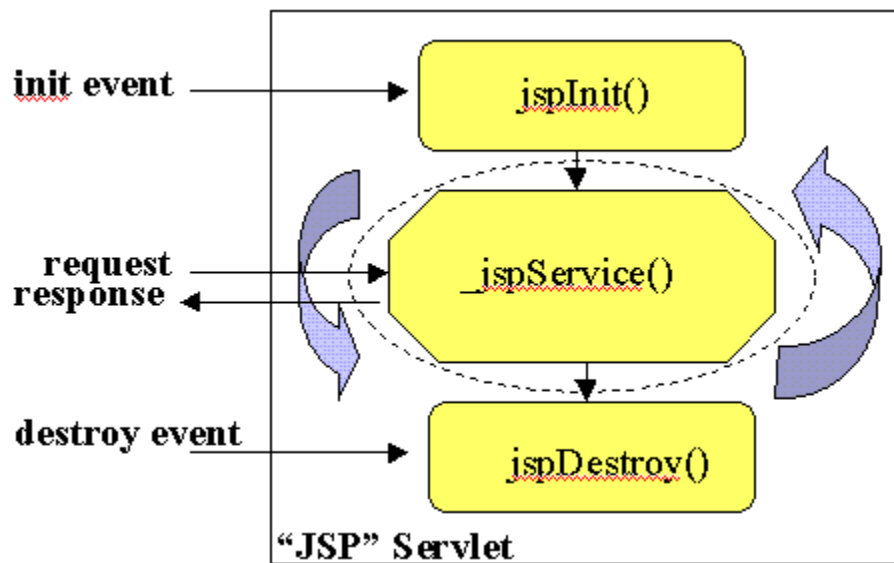 init event
jspInit()
request
response
_jspService()
destroy event
jspDestroy()
“JSP” Servlet